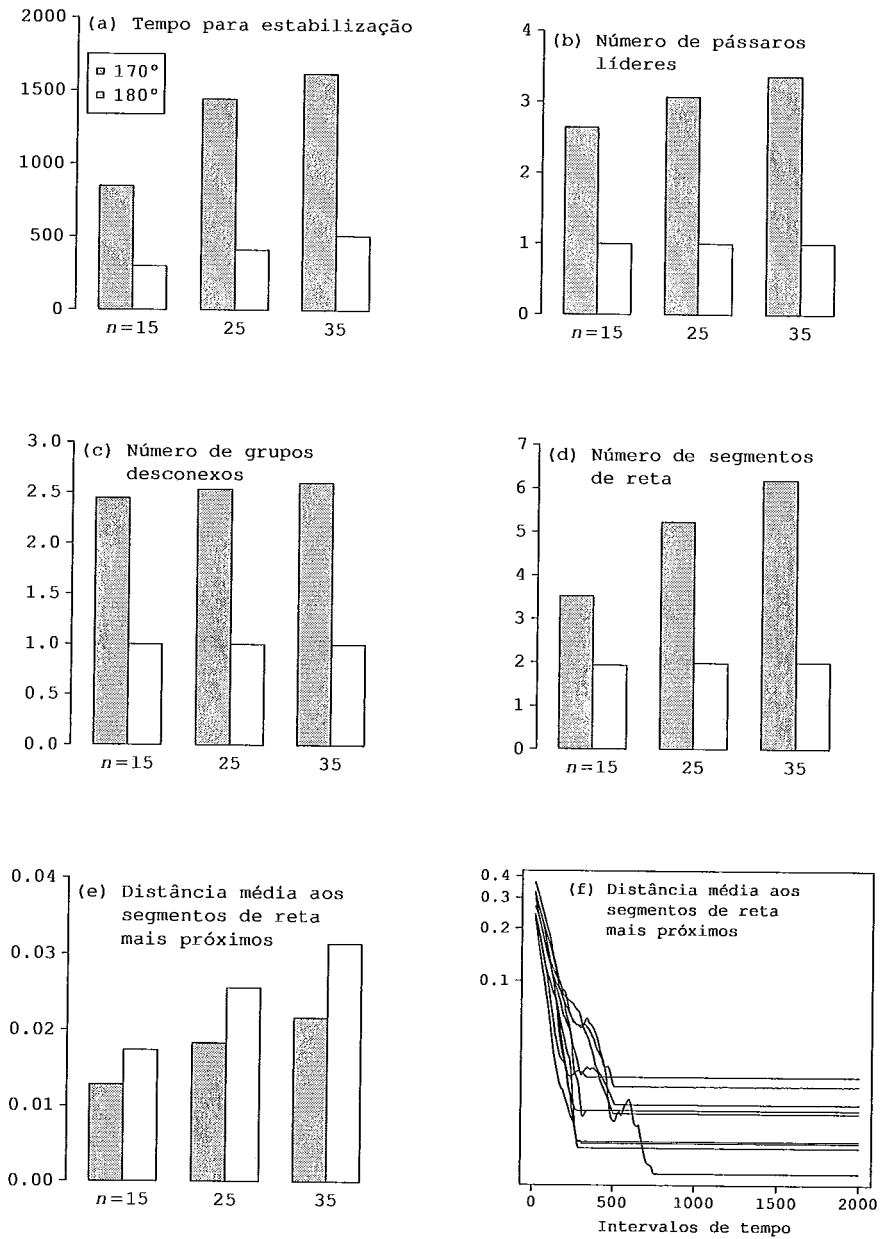 (a) Tempo para estabilização
2000
1500
1000
500
0
170°
180°
n=15 25 35
(b) Número de pássaros
líderes
4
3
2
1
0
n=15 25 35
(c) Número de grupos
desconexos
3.0
2.5
2.0
1.5
1.0
0.5
0.0
n=15 25 35
(d) Número de segmentos
de reta
7
6
5
4
3
2
1
0
n=15 25 35
(e) Distância média aos
segmentos de reta
mais próximos
0.04
0.03
0.02
0.01
0.00
n=15 25 35
(f) Distância média aos
segmentos de reta
mais próximos
0.4
0.3
0.2
0.1
0 500 1000 1500 2000
Intervalos de tempo